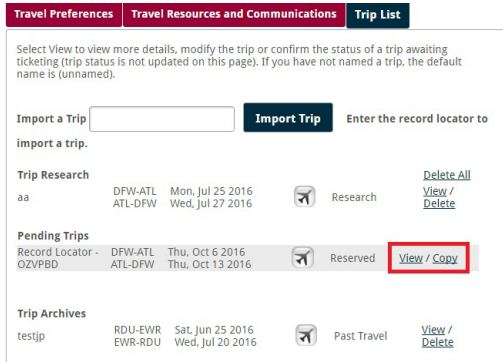 Travel Preferences Travel Resources and Communications Trip List
Select View to view more details, modify the trip or confirm the status of a trip awaiting
ticketing (trip status is not updated on this page). If you have not named a trip, the default
name is (unnamed).
Import a Trip Import Trip Enter the record locator to
import a trip.
Trip Research Delete All
aa DFW-ATL Mon, Jul 25 2016 Research View /
ATL-DFW Wed, Jul 27 2016 Delete
Pending Trips
Record Locator - DFW-ATL Thu, Oct 6 2016 Reserved View / Copy
OZVPBD ATL-DFW Thu, Oct 13 2016
Trip Archives
testjp RDU-EWR Sat, Jun 25 2016 Past Travel View /
EWR-RDU Wed, Jul 20 2016 Delete